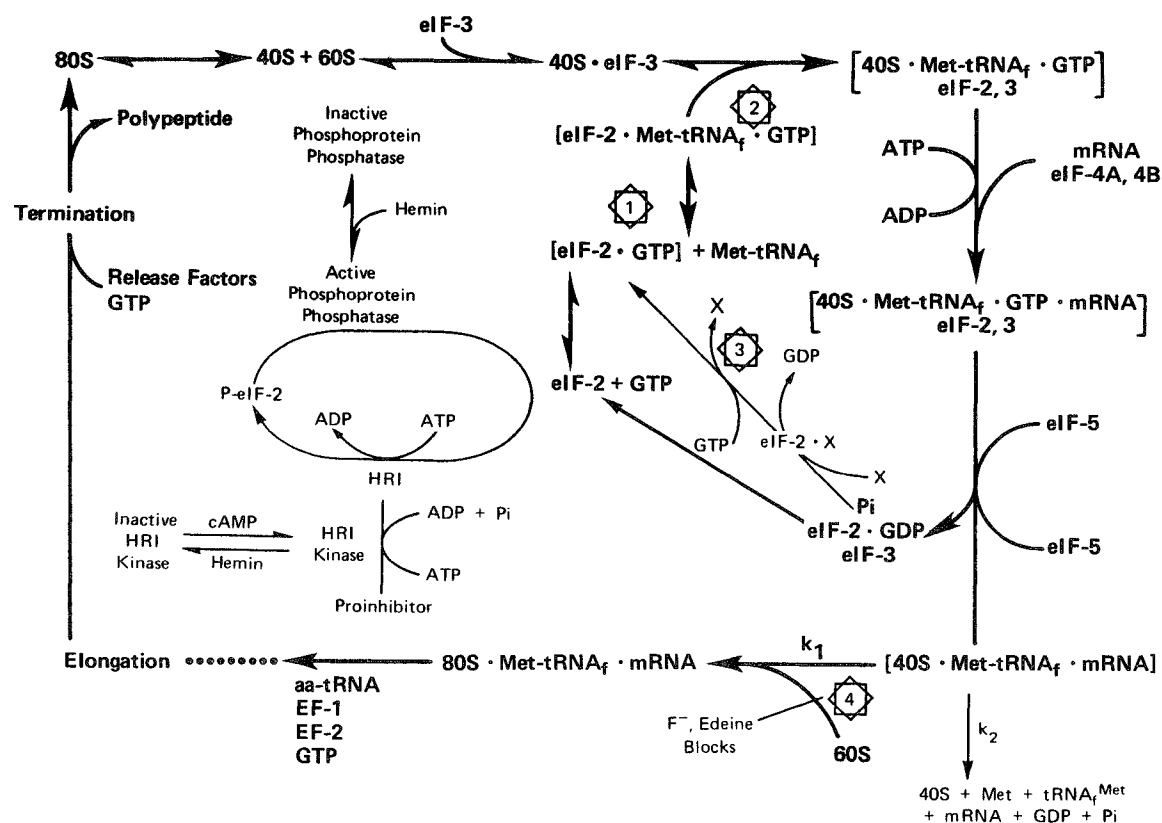 eIF-3
80S
40S + 60S
40S · eIF-3
[40S · Met-tRNAf · GTP]
eIF-2, 3
2
Polypeptide
Inactive
Phosphoprotein
Phosphatase
[eIF-2 · Met-tRNAf · GTP]
ATP
mRNA
eIF-4A, 4B
ADP
Hemin
1
Termination
[eIF-2 · GTP] + Met-tRNAf
Release Factors
GTP
Active
Phosphoprotein
Phosphatase
[40S · Met-tRNAf · GTP · mRNA]
eIF-2, 3
X
3
GDP
P-eIF-2
eIF-2 + GTP
ADP
ATP
GTP
eIF-2 · X
eIF-5
HRI
X
Pi
eIF-2 · GDP
eIF-3
ADP + Pi
Inactive
HRI
Kinase
cAMP
Hemin
HRI
Kinase
eIF-5
ATP
Proinhibitor
Elongation
80S · Met-tRNAf · mRNA
k1
[40S · Met-tRNAf · mRNA]
aa-tRNA
EF-1
EF-2
GTP
4
F⁻, Edeine
Blocks
60S
k2
40S + Met + tRNAfMet
+ mRNA + GDP + Pi